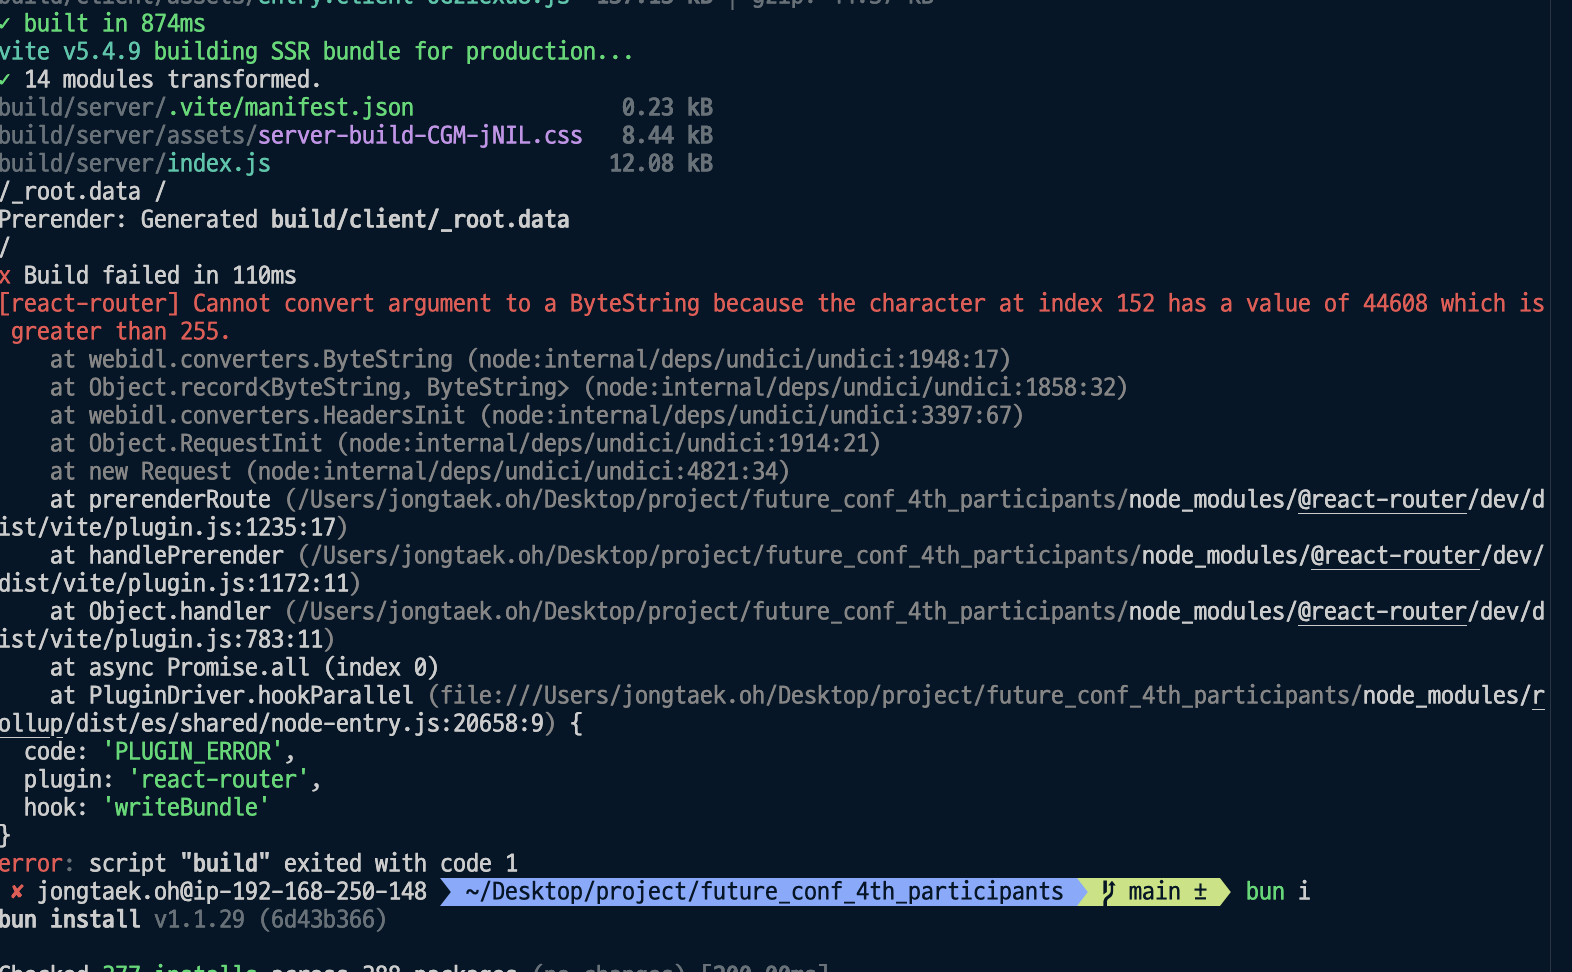 ✓ built in 874ms
vite v5.4.9 building SSR bundle for production...
✓ 14 modules transformed.
build/server/.vite/manifest.json 0.23 kB
build/server/assets/server-build-CGM-jNIL.css 8.44 kB
build/server/index.js 12.08 kB
/_root.data /
Prerender: Generated build/client/_root.data
/
x Build failed in 110ms
[react-router] Cannot convert argument to a ByteString because the character at index 152 has a value of 44608 which is
greater than 255.
at webidl.converters.ByteString (node:internal/deps/undici/undici:1948:17)
at Object.record<ByteString, ByteString> (node:internal/deps/undici/undici:1858:32)
at webidl.converters.HeadersInit (node:internal/deps/undici/undici:3397:67)
at Object.RequestInit (node:internal/deps/undici/undici:1914:21)
at new Request (node:internal/deps/undici/undici:4821:34)
at prerenderRoute (/Users/jongtaek.oh/Desktop/project/future_conf_4th_participants/node_modules/@react-router/dev/d
ist/vite/plugin.js:1235:17)
at handlePrerender (/Users/jongtaek.oh/Desktop/project/future_conf_4th_participants/node_modules/@react-router/dev/
dist/vite/plugin.js:1172:11)
at Object.handler (/Users/jongtaek.oh/Desktop/project/future_conf_4th_participants/node_modules/@react-router/dev/d
ist/vite/plugin.js:783:11)
at async Promise.all (index 0)
at PluginDriver.hookParallel (file:///Users/jongtaek.oh/Desktop/project/future_conf_4th_participants/node_modules/r
ollup/dist/es/shared/node-entry.js:20658:9) {
code: 'PLUGIN_ERROR',
plugin: 'react-router',
hook: 'writeBundle'
}
error: script "build" exited with code 1
✘ jongtaek.oh@ip-192-168-250-148 ~/Desktop/project/future_conf_4th_participants main ± bun i
bun install v1.1.29 (6d43b366)
Checked 277 installs across 388 packages (no changes)